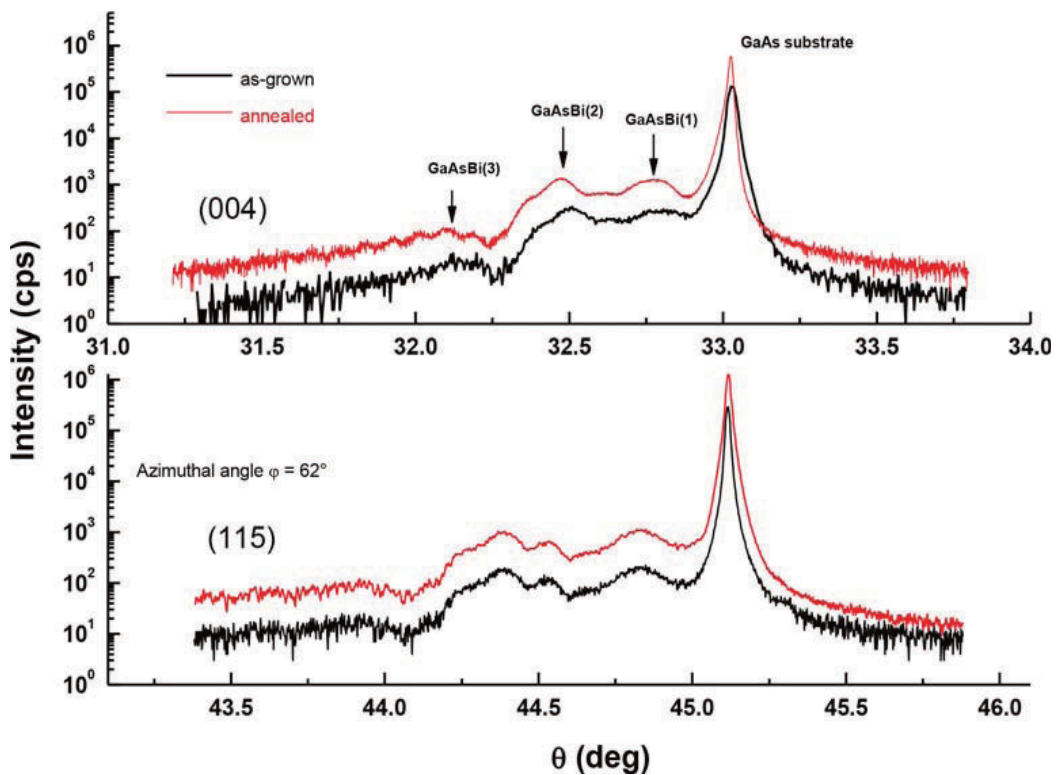 10⁶
10⁵
10⁴
10³
10²
10¹
10⁰
as-grown
annealed
GaAs substrate
GaAsBi(2)
GaAsBi(1)
GaAsBi(3)
(004)
31.0 31.5 32.0 32.5 33.0 33.5 34.0
Intensity (cps)
10⁶
10⁵
10⁴
10³
10²
10¹
10⁰
Azimuthal angle φ = 62°
(115)
43.5 44.0 44.5 45.0 45.5 46.0
θ (deg)